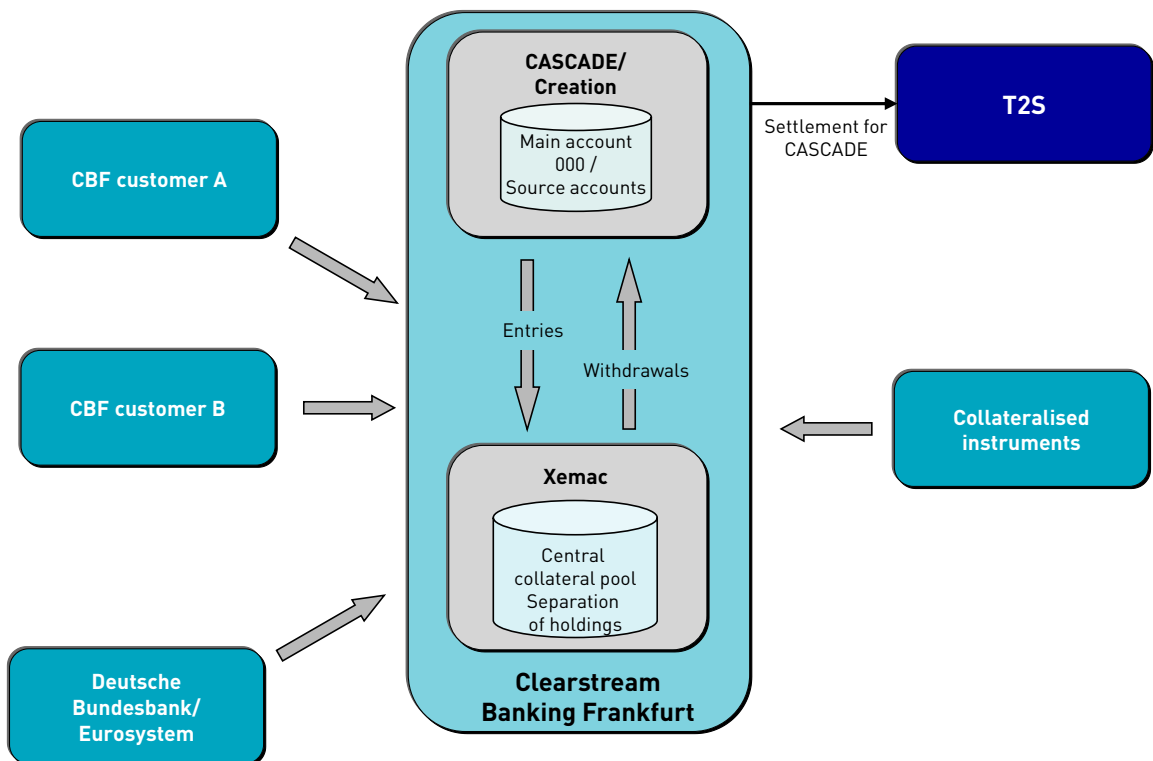 CASCADE/
Creation
Main account
000 /
Source accounts
T2S
Settlement for
CASCADE
CBF customer A
Entries
Withdrawals
CBF customer B
Collateralised
instruments
Xemac
Central
collateral pool
Separation
of holdings
Deutsche
Bundesbank/
Eurosystem
Clearstream
Banking Frankfurt